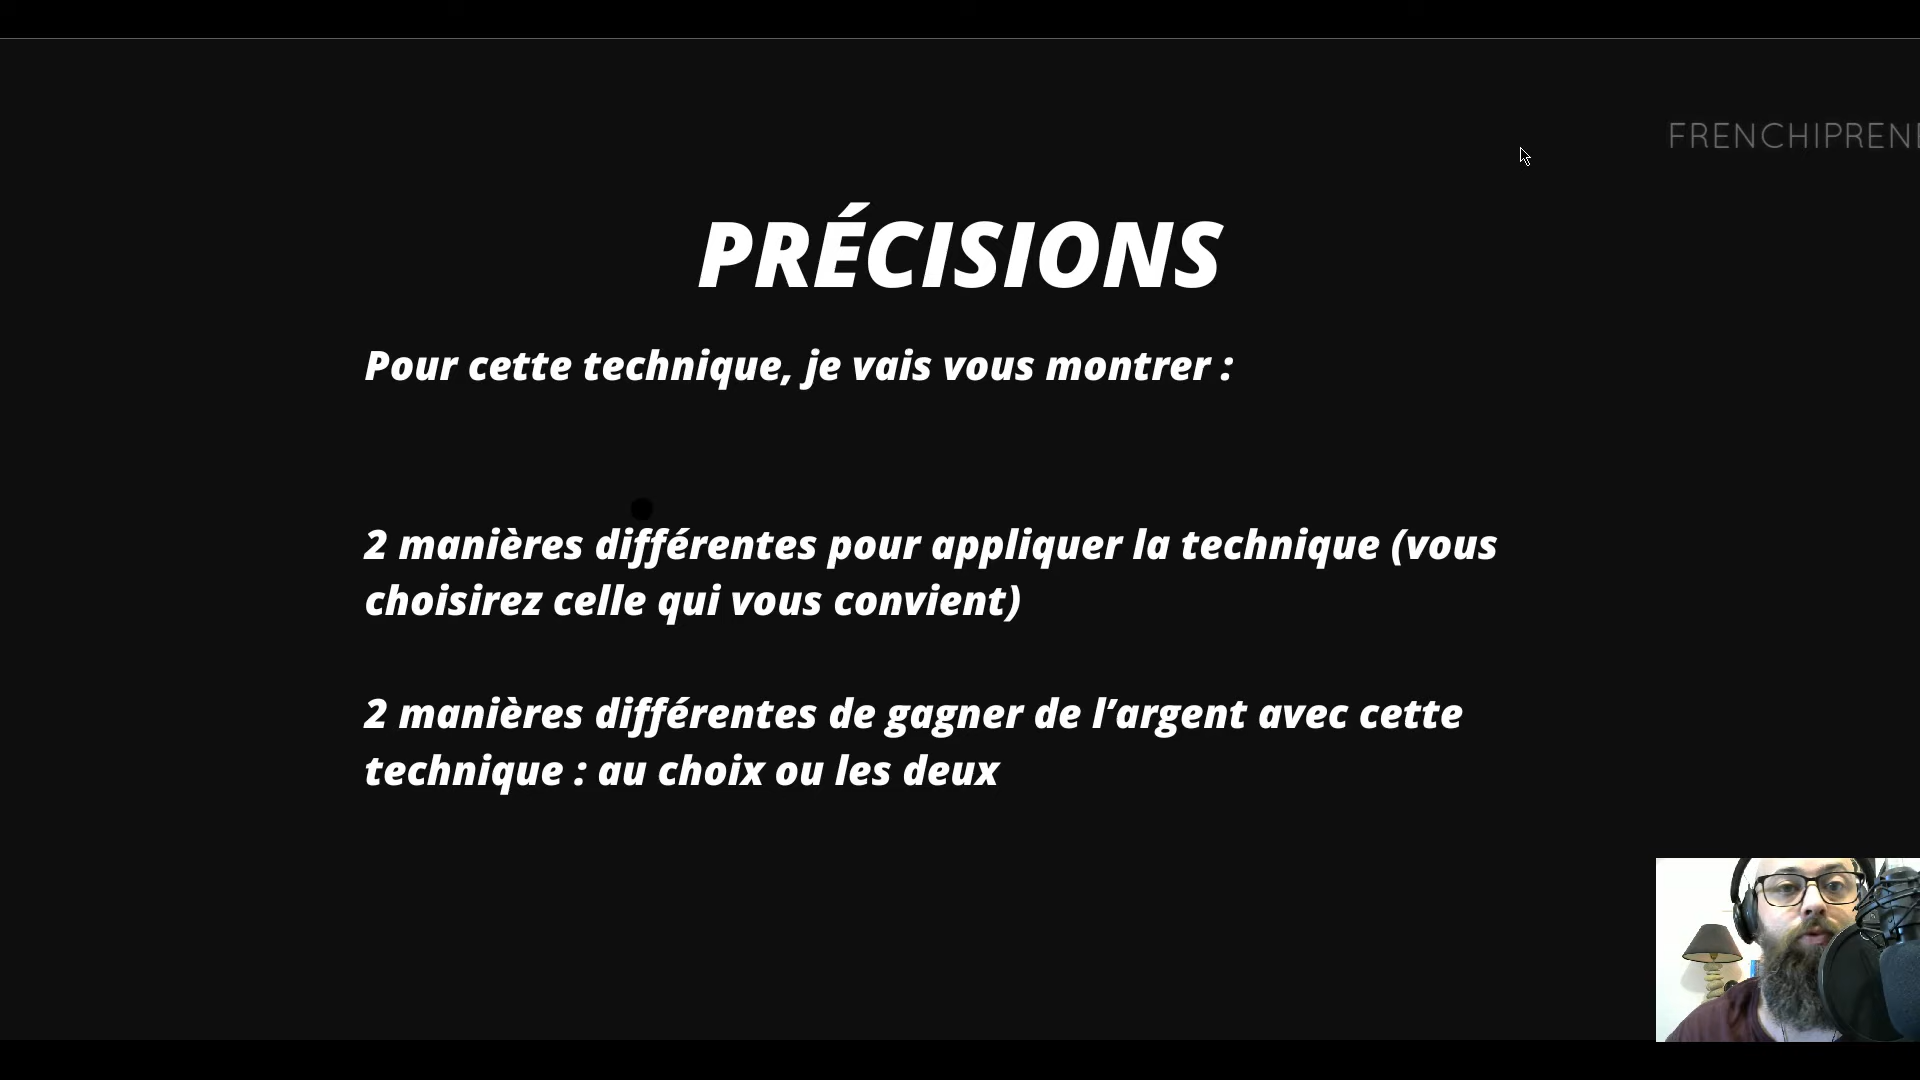 FRENCHIPRENE
PRÉCISIONS
Pour cette technique, je vais vous montrer :
2 manières différentes pour appliquer la technique (vous
choisirez celle qui vous convient)
2 manières différentes de gagner de l’argent avec cette
technique : au choix ou les deux